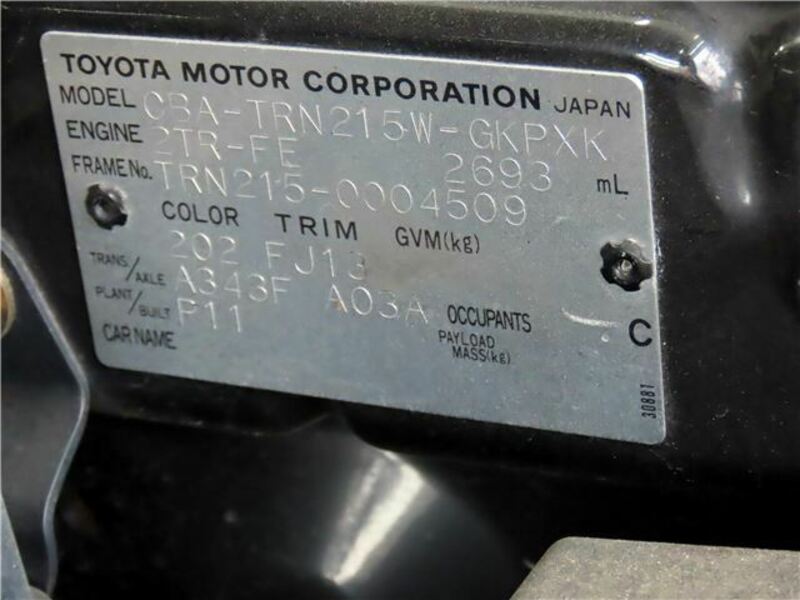 TOYOTA MOTOR CORPORATION JAPAN
MODEL CBA-TRN215W-GKPXK
ENGINE 2TR-FE 2693 mL
FRAME No. TRN215-0004509
COLOR TRIM GVM(kg)
202 FJ13
TRANS./AXLE A343F A03A OCCUPANTS C
PLANT/BUILT P11 PAYLOAD MASS(kg)
CAR NAME
30881